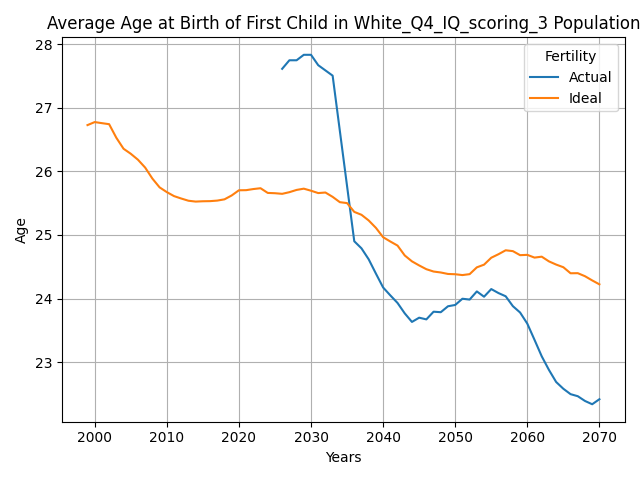 Average Age at Birth of First Child in White_Q4_IQ_scoring_3 Population
Fertility
Actual
Ideal
28
27
26
25
24
23
Age
2000 2010 2020 2030 2040 2050 2060 2070
Years